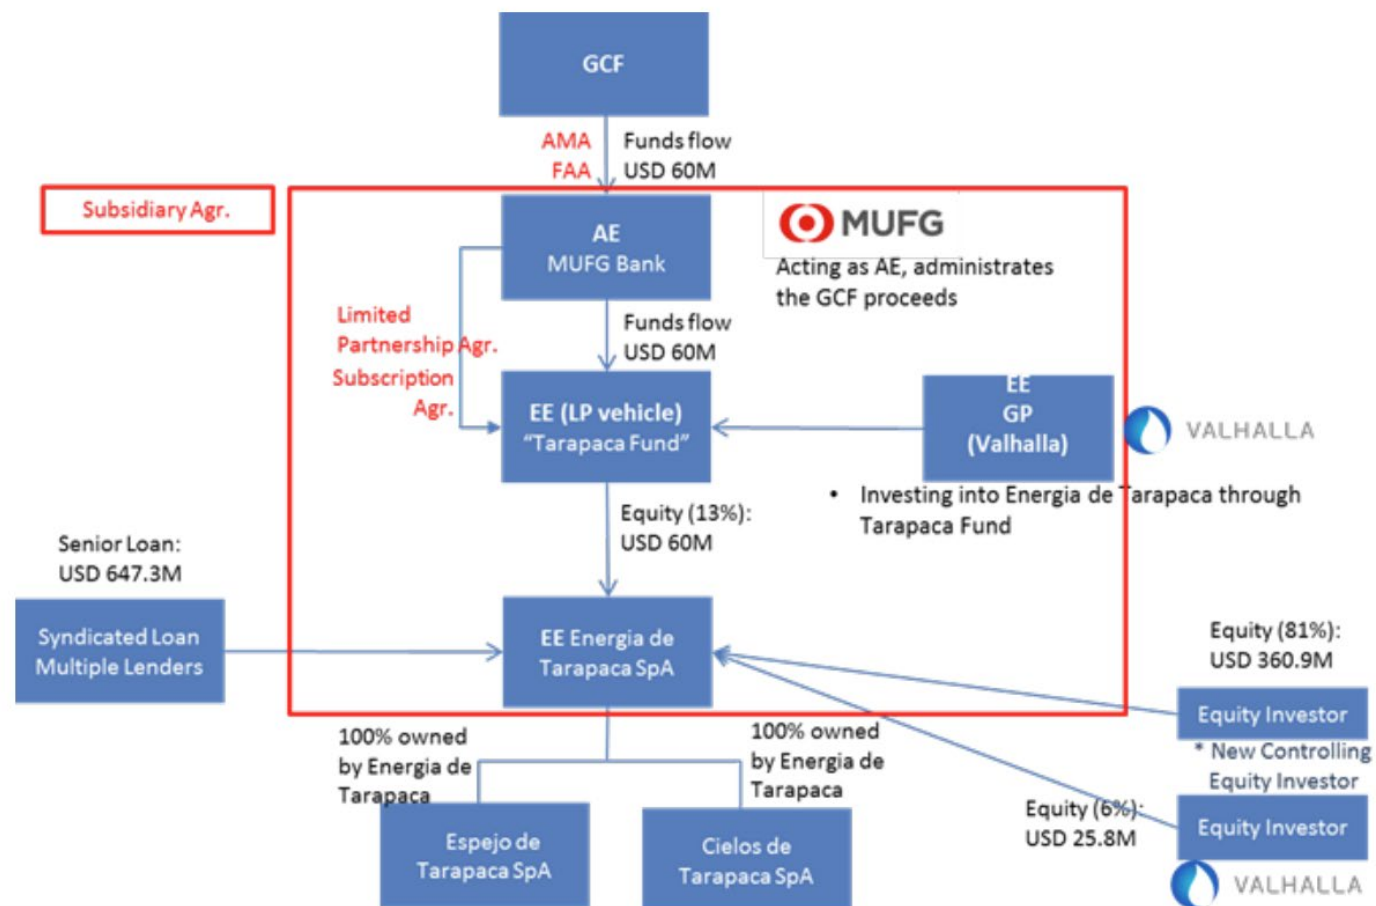 GCF
AMA
FAA
Funds flow
USD 60M
Subsidiary Agr.
AE
MUFG Bank
MUFG
Acting as AE, administrates
the GCF proceeds
Limited
Partnership Agr.
Subscription
Agr.
Funds flow
USD 60M
EE (LP vehicle)
“Tarapaca Fund”
EE
GP
(Valhalla)
VALHALLA
• Investing into Energia de Tarapaca through
Tarapaca Fund
Equity (13%):
USD 60M
Senior Loan:
USD 647.3M
Syndicated Loan
Multiple Lenders
EE Energia de
Tarapaca SpA
Equity (81%):
USD 360.9M
Equity Investor
* New Controlling
Equity Investor
100% owned
by Energia de
Tarapaca
100% owned
by Energia de
Tarapaca
Equity (6%):
USD 25.8M
Equity Investor
VALHALLA
Espejo de
Tarapaca SpA
Cielos de
Tarapaca SpA